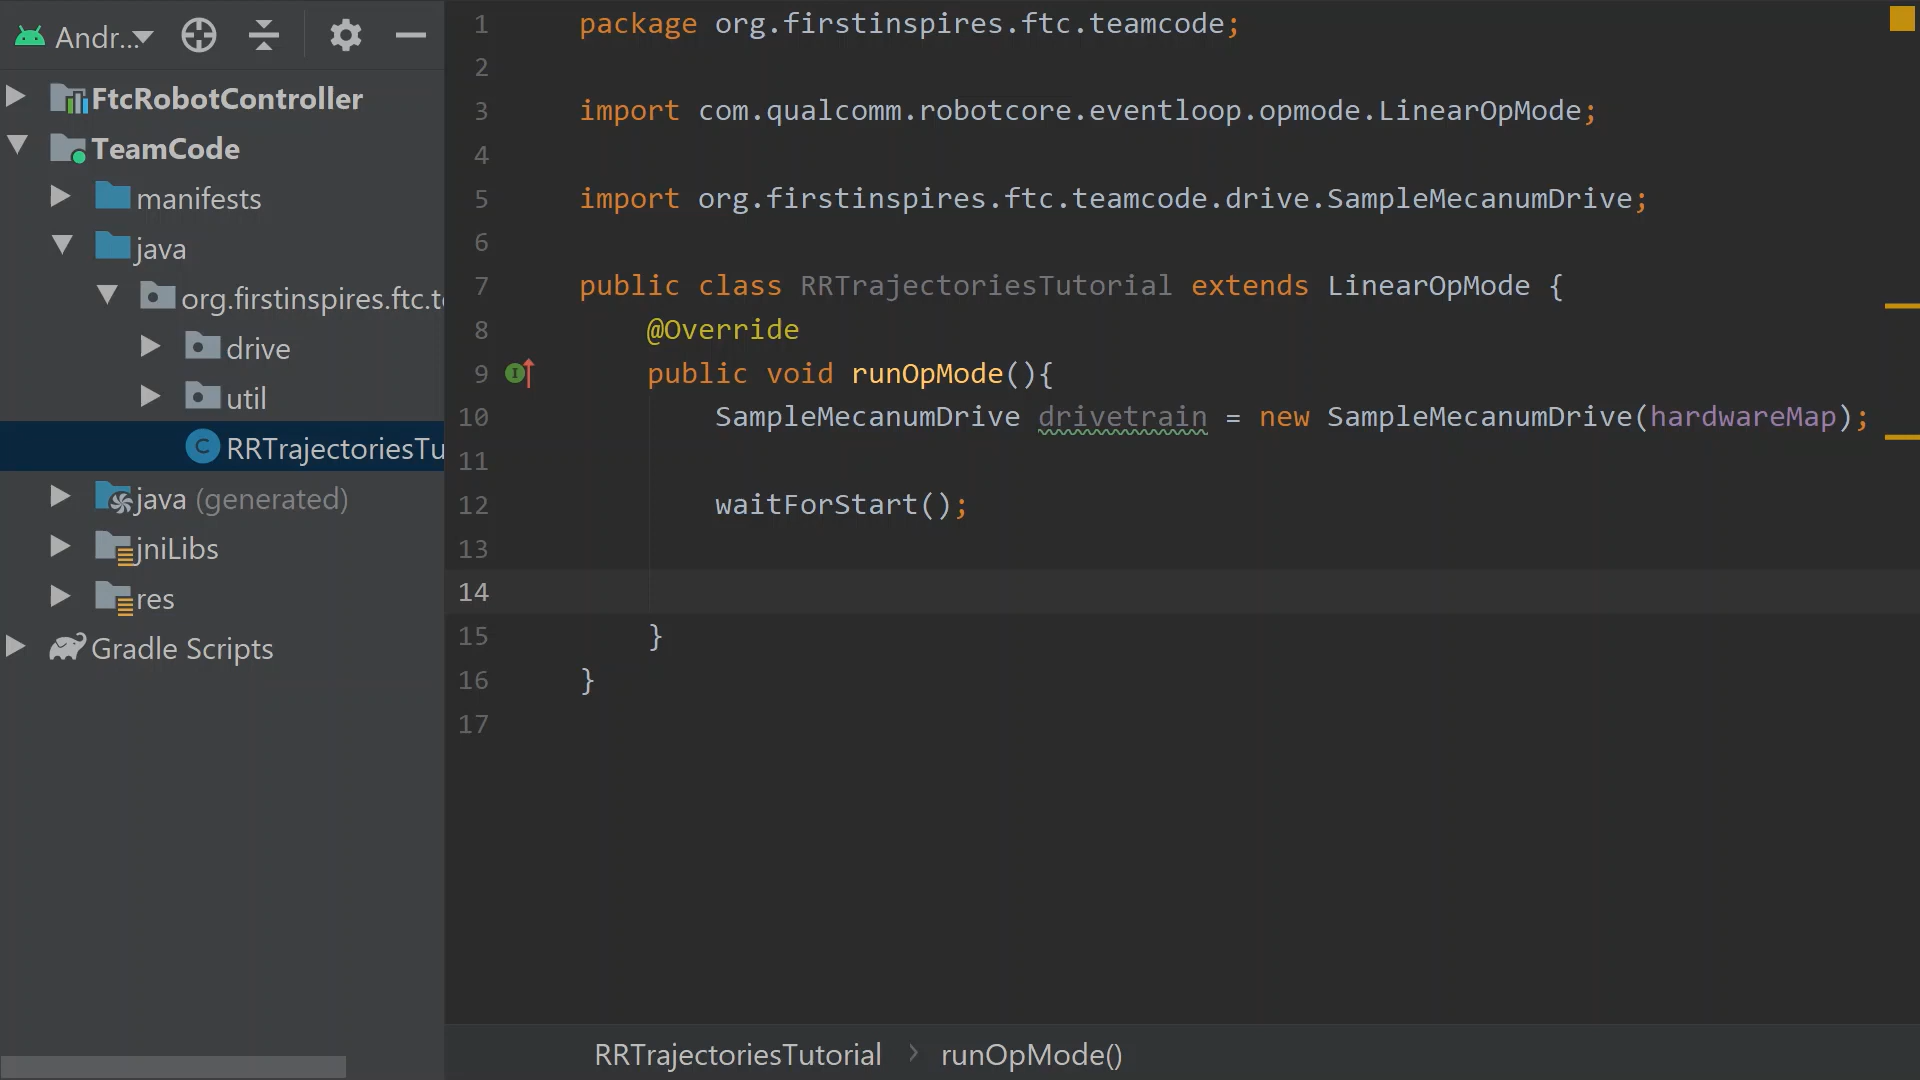 Andr...
FtcRobotController
TeamCode
manifests
java
org.firstinspires.ftc.t
drive
util
RRTrajectoriesTu
java (generated)
jniLibs
res
Gradle Scripts
1 package org.firstinspires.ftc.teamcode;
2
3 import com.qualcomm.robotcore.eventloop.opmode.LinearOpMode;
4
5 import org.firstinspires.ftc.teamcode.drive.SampleMecanumDrive;
6
7 public class RRTrajectoriesTutorial extends LinearOpMode {
8 @Override
9 public void runOpMode(){
10 SampleMecanumDrive drivetrain = new SampleMecanumDrive(hardwareMap);
11
12 waitForStart();
13
14
15 }
16 }
17
RRTrajectoriesTutorial > runOpMode()